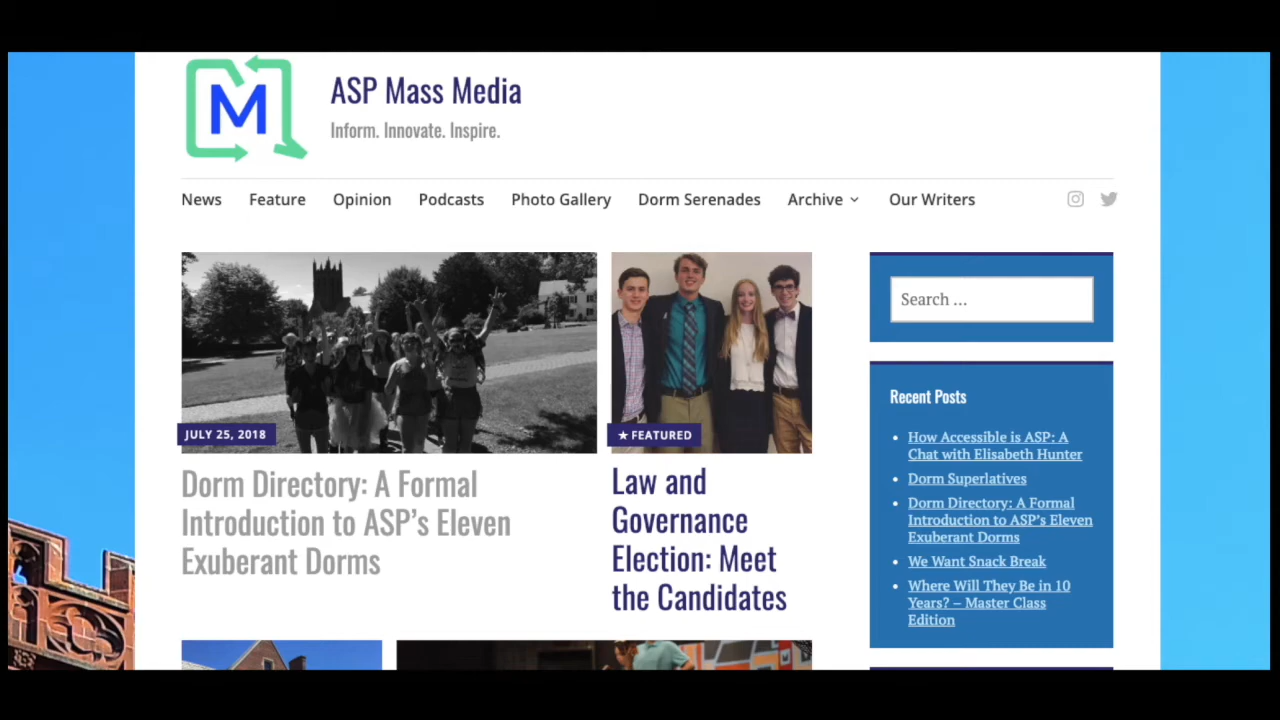 M
ASP Mass Media
Inform. Innovate. Inspire.
News Feature Opinion Podcasts Photo Gallery Dorm Serenades Archive Our Writers
JULY 25, 2018
Dorm Directory: A Formal
Introduction to ASP's Eleven
Exuberant Dorms
★ FEATURED
Law and
Governance
Election: Meet
the Candidates
Search ...
Recent Posts
• How Accessible is ASP: A
Chat with Elisabeth Hunter
• Dorm Superlatives
• Dorm Directory: A Formal
Introduction to ASP's Eleven
Exuberant Dorms
• We Want Snack Break
• Where Will They Be in 10
Years? – Master Class
Edition